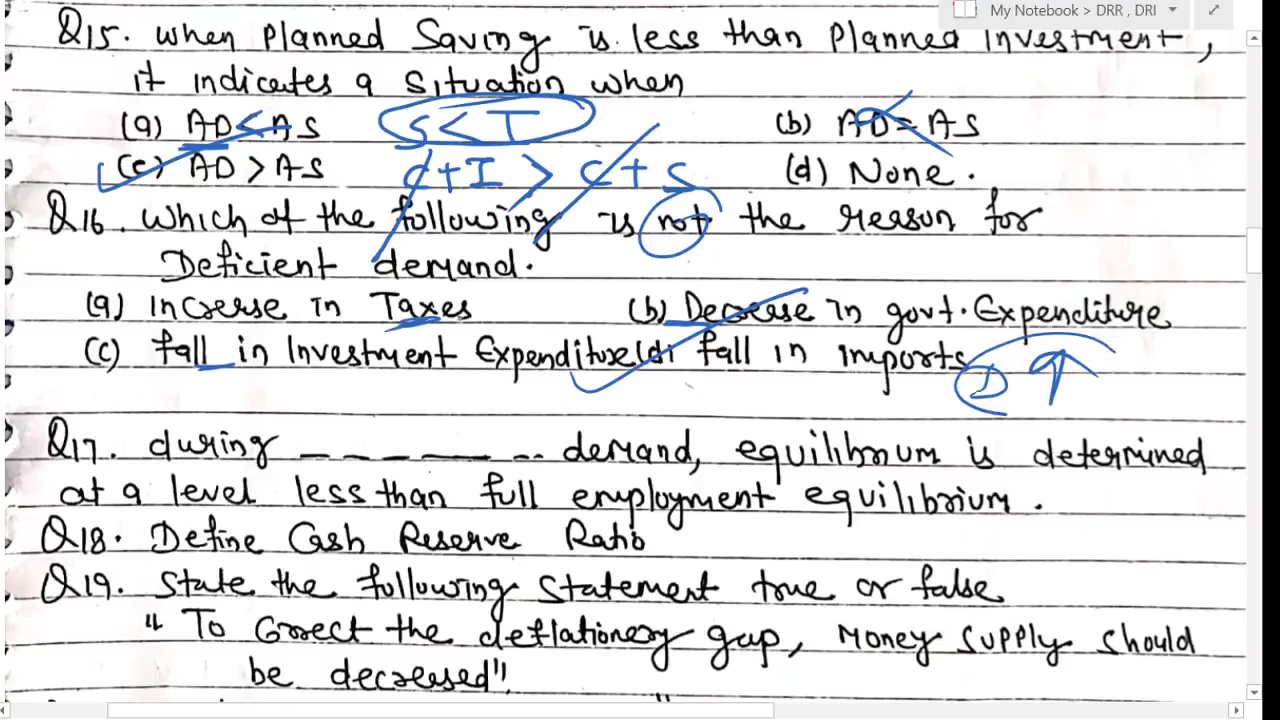 My Notebook > DRR , DRI
Q15. When Planned Saving is less than Planned Investment,
it indicates a situation when
(a) AD < AS S < I (b) AD = AS
(c) AD > AS C + I > C + S (d) None.
Q16. Which of the following is not the reason for
Deficient demand.
(a) Increse in Taxes (b) Decrese in govt. Expenditure
(c) fall in Investment Expenditure (d) fall in imports D
Q17. during _ _ _ _ _ _ demand, equilibrium is determined
at a level less than full employment equilibrium.
Q18. Define Cash Reserve Ratio
Q19. State the following Statement true or false
" To Correct the deflationery gap, Money supply should
be decreased".